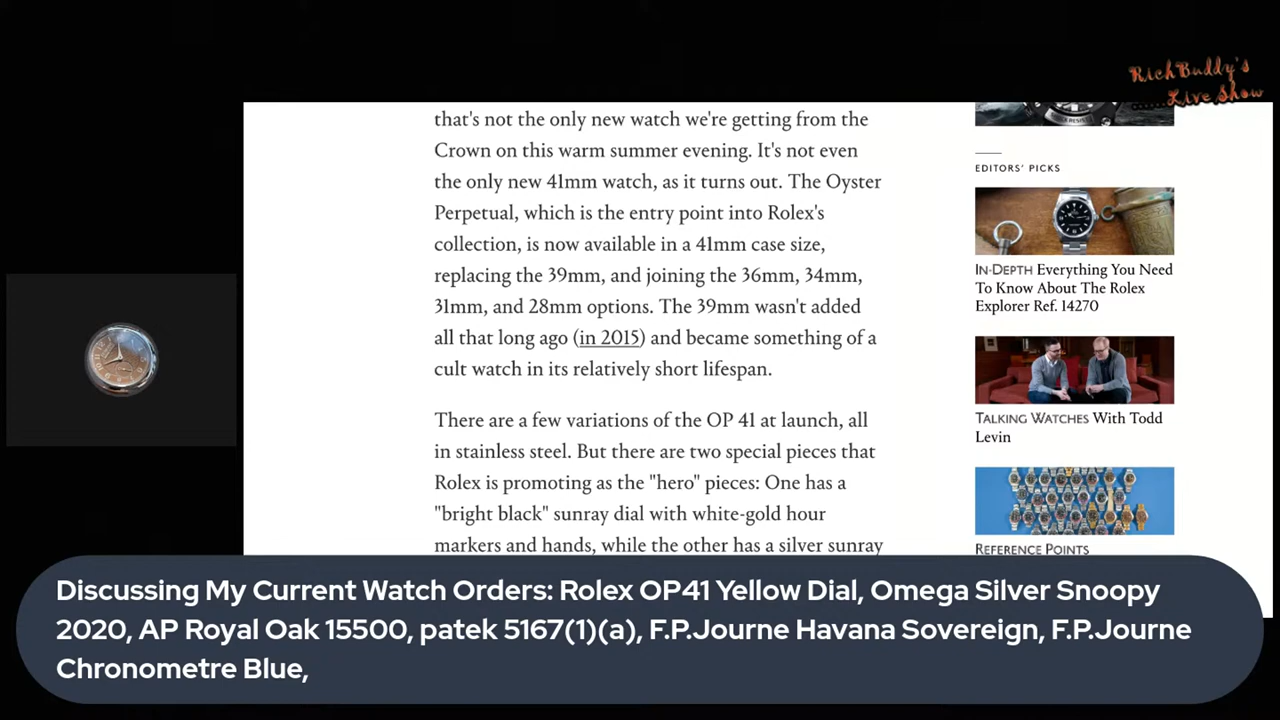 RichBuddy's
......Live Show
that's not the only new watch we're getting from the
Crown on this warm summer evening. It's not even
the only new 41mm watch, as it turns out. The Oyster
Perpetual, which is the entry point into Rolex's
collection, is now available in a 41mm case size,
replacing the 39mm, and joining the 36mm, 34mm,
31mm, and 28mm options. The 39mm wasn't added
all that long ago (in 2015) and became something of a
cult watch in its relatively short lifespan.
There are a few variations of the OP 41 at launch, all
in stainless steel. But there are two special pieces that
Rolex is promoting as the "hero" pieces: One has a
"bright black" sunray dial with white-gold hour
markers and hands, while the other has a silver sunray
EDITORS' PICKS
IN-DEPTH Everything You Need
To Know About The Rolex
Explorer Ref. 14270
TALKING WATCHES With Todd
Levin
REFERENCE POINTS
Discussing My Current Watch Orders: Rolex OP41 Yellow Dial, Omega Silver Snoopy
2020, AP Royal Oak 15500, patek 5167(1)(a), F.P.Journe Havana Sovereign, F.P.Journe
Chronometre Blue,